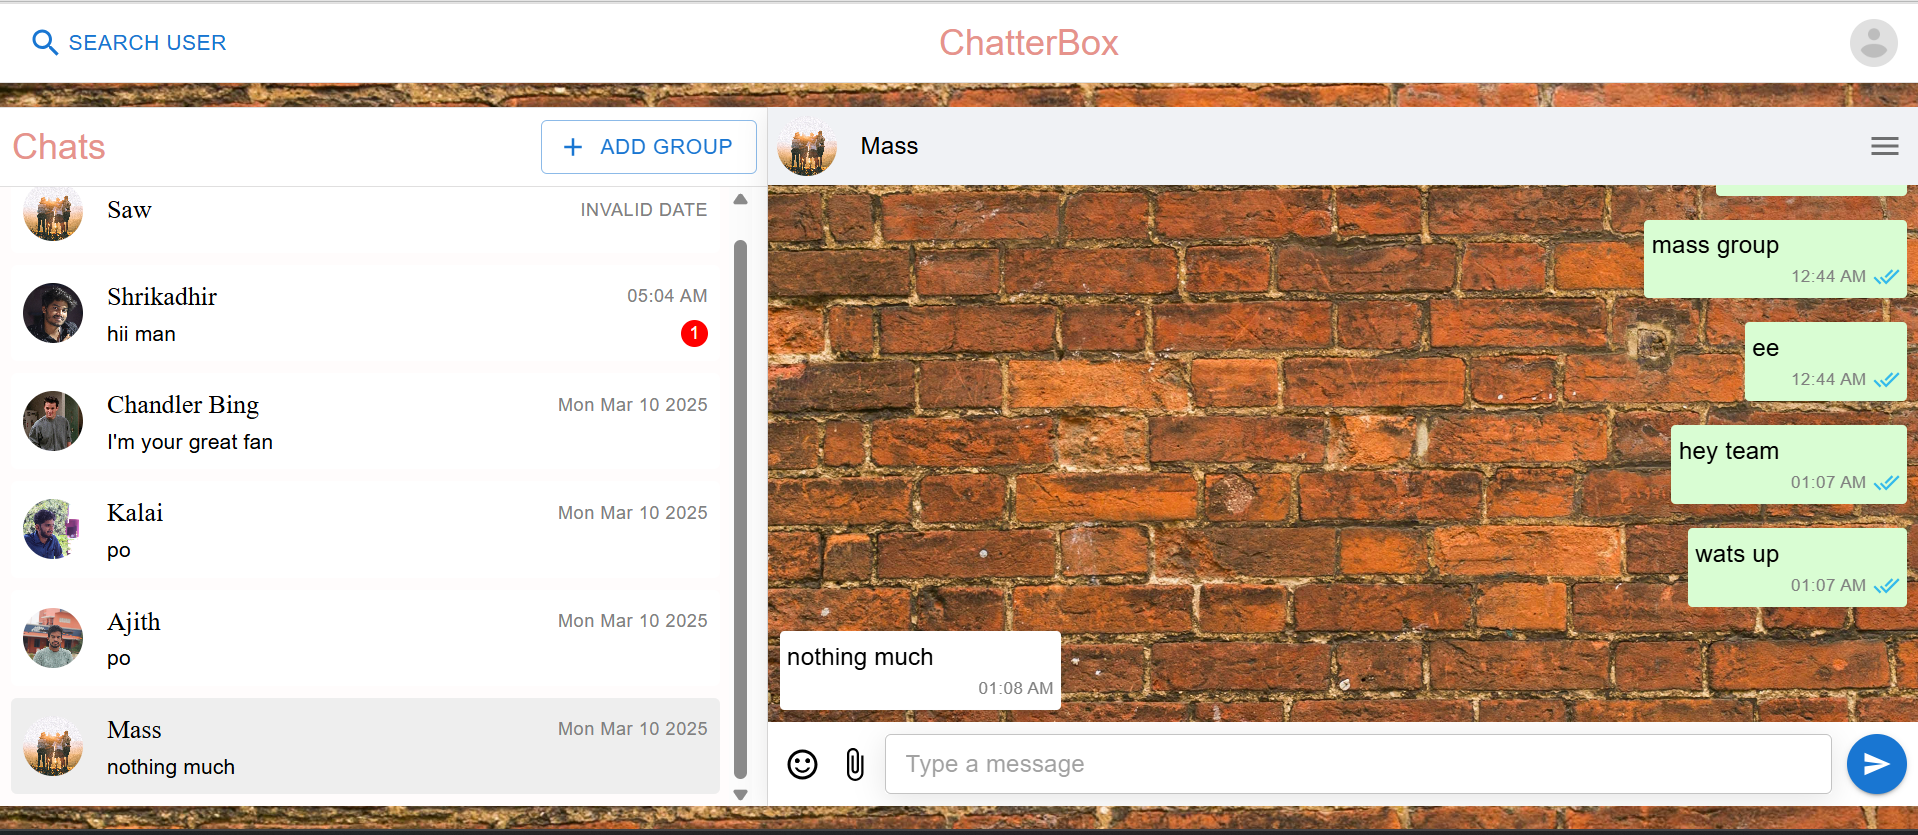 SEARCH USER
ChatterBox
Chats
ADD GROUP
Saw
INVALID DATE
Shrikadhir
05:04 AM
hii man
1
Chandler Bing
Mon Mar 10 2025
I'm your great fan
Kalai
Mon Mar 10 2025
po
Ajith
Mon Mar 10 2025
po
Mass
Mon Mar 10 2025
nothing much
Mass
mass group
12:44 AM
ee
12:44 AM
hey team
01:07 AM
wats up
01:07 AM
nothing much
01:08 AM
Type a message